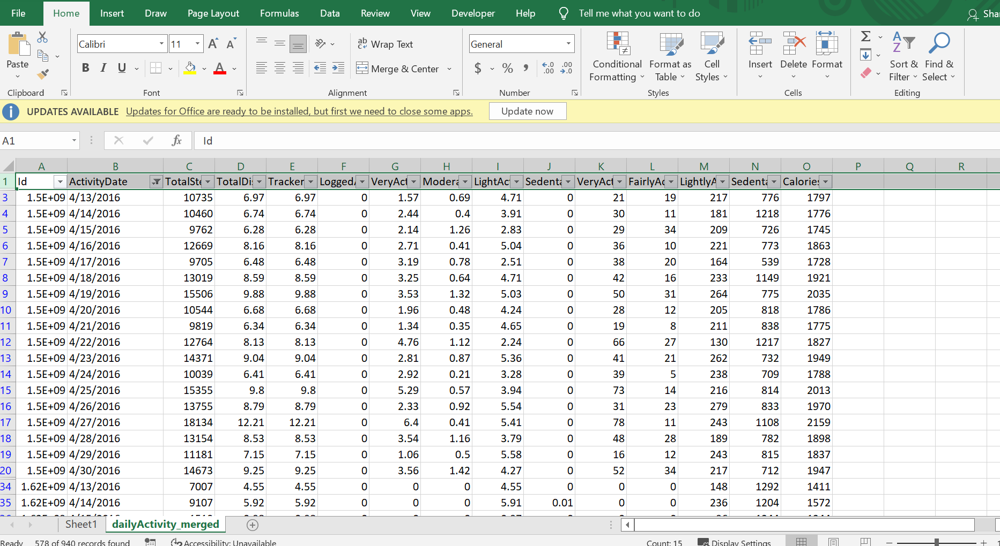 File Home Insert Draw Page Layout Formulas Data Review View Developer Help Tell me what you want to do
Paste
Clipboard
Calibri 11
B I U
Font
Wrap Text
Merge & Center
Alignment
General
$ % ,
Number
Conditional Formatting
Format as Table
Cell Styles
Styles
Insert Delete Format
Cells
Sort & Filter
Find & Select
Editing
UPDATES AVAILABLE Updates for Office are ready to be installed, but first we need to close some apps. Update now
A1 fx Id
A B C D E F G H I J K L M N O P Q R
1 Id ActivityDate TotalSte TotalDi Tracker Logged VeryAct Modera LightAc Sedenta VeryAct FairlyAc LightlyA Sedenta Calories
3 1.5E+09 4/13/2016 10735 6.97 6.97 0 1.57 0.69 4.71 0 21 19 217 776 1797
4 1.5E+09 4/14/2016 10460 6.74 6.74 0 2.44 0.4 3.91 0 30 11 181 1218 1776
5 1.5E+09 4/15/2016 9762 6.28 6.28 0 2.14 1.26 2.83 0 29 34 209 726 1745
6 1.5E+09 4/16/2016 12669 8.16 8.16 0 2.71 0.41 5.04 0 36 10 221 773 1863
7 1.5E+09 4/17/2016 9705 6.48 6.48 0 3.19 0.78 2.51 0 38 20 164 539 1728
8 1.5E+09 4/18/2016 13019 8.59 8.59 0 3.25 0.64 4.71 0 42 16 233 1149 1921
9 1.5E+09 4/19/2016 15506 9.88 9.88 0 3.53 1.32 5.03 0 50 31 264 775 2035
10 1.5E+09 4/20/2016 10544 6.68 6.68 0 1.96 0.48 4.24 0 28 12 205 818 1786
11 1.5E+09 4/21/2016 9819 6.34 6.34 0 1.34 0.35 4.65 0 19 8 211 838 1775
12 1.5E+09 4/22/2016 12764 8.13 8.13 0 4.76 1.12 2.24 0 66 27 130 1217 1827
13 1.5E+09 4/23/2016 14371 9.04 9.04 0 2.81 0.87 5.36 0 41 21 262 732 1949
14 1.5E+09 4/24/2016 10039 6.41 6.41 0 2.92 0.21 3.28 0 39 5 238 709 1788
15 1.5E+09 4/25/2016 15355 9.8 9.8 0 5.29 0.57 3.94 0 73 14 216 814 2013
16 1.5E+09 4/26/2016 13755 8.79 8.79 0 2.33 0.92 5.54 0 31 23 279 833 1970
17 1.5E+09 4/27/2016 18134 12.21 12.21 0 6.4 0.41 5.41 0 78 11 243 1108 2159
18 1.5E+09 4/28/2016 13154 8.53 8.53 0 3.54 1.16 3.79 0 48 28 189 782 1898
19 1.5E+09 4/29/2016 11181 7.15 7.15 0 1.06 0.5 5.58 0 16 12 243 815 1837
20 1.5E+09 4/30/2016 14673 9.25 9.25 0 3.56 1.42 4.27 0 52 34 217 712 1947
34 1.62E+09 4/13/2016 7007 4.55 4.55 0 0 0 4.55 0 0 0 148 1292 1411
35 1.62E+09 4/14/2016 9107 5.92 5.92 0 0 0 5.91 0.01 0 0 236 1204 1572
Sheet1 dailyActivity_merged
Ready 578 of 940 records found Accessibility: Unavailable Count: 15 Display Settings